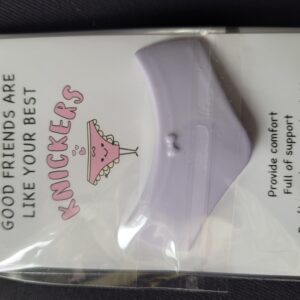 GOOD FRIENDS ARE
LIKE YOUR BEST
KNICKERS
Provide comfort
Full of support